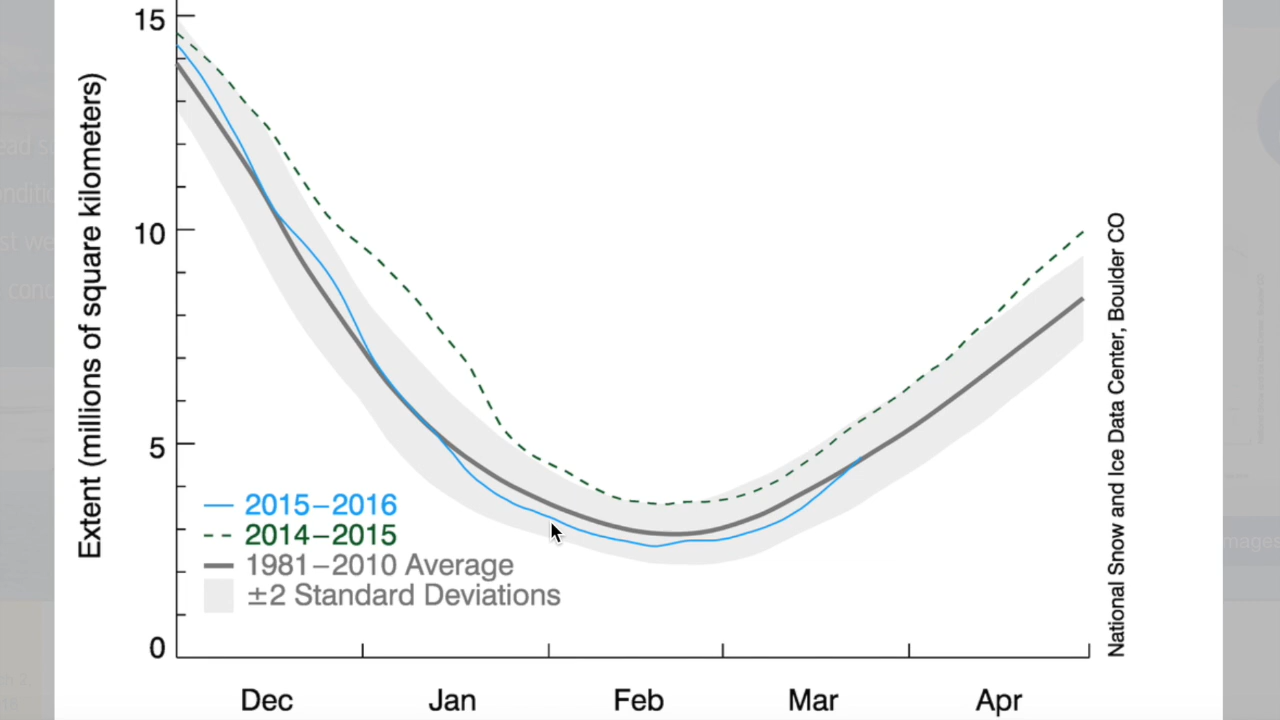 15
10
5
0
Extent (millions of square kilometers)
2015–2016
2014–2015
1981–2010 Average
±2 Standard Deviations
Dec Jan Feb Mar Apr
National Snow and Ice Data Center, Boulder CO